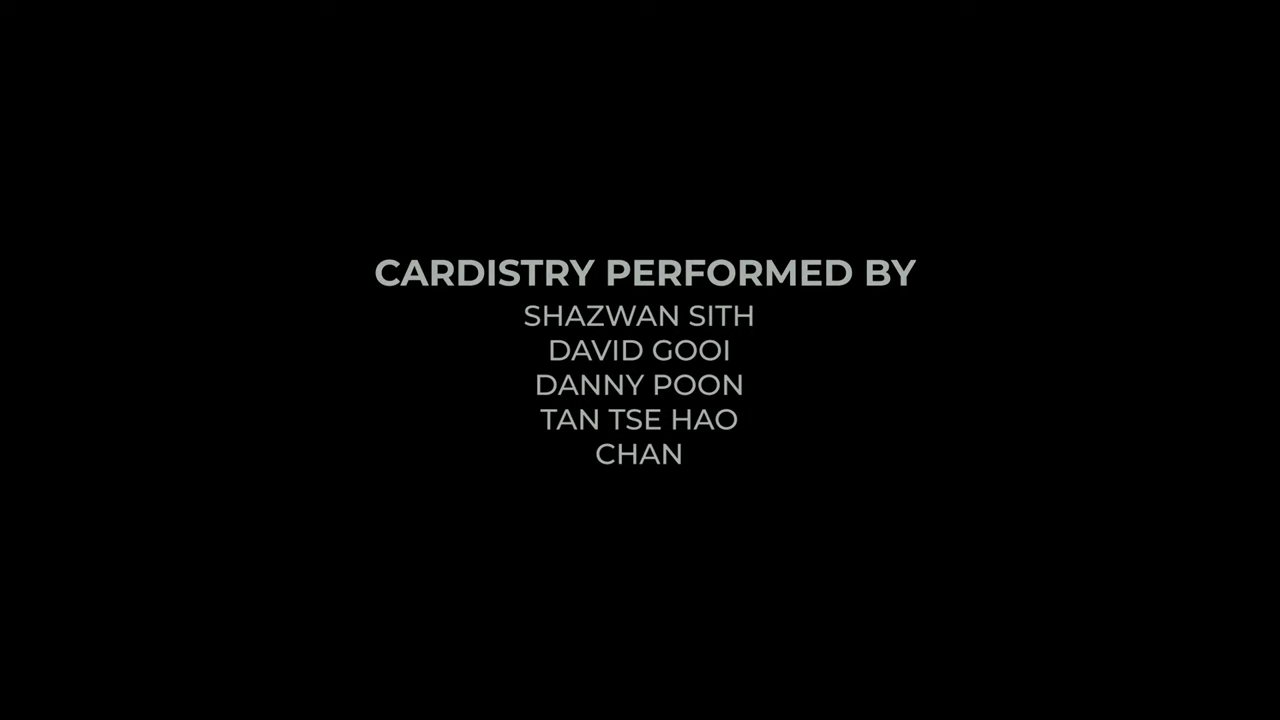 CARDISTRY PERFORMED BY
SHAZWAN SITH
DAVID GOOI
DANNY POON
TAN TSE HAO
CHAN